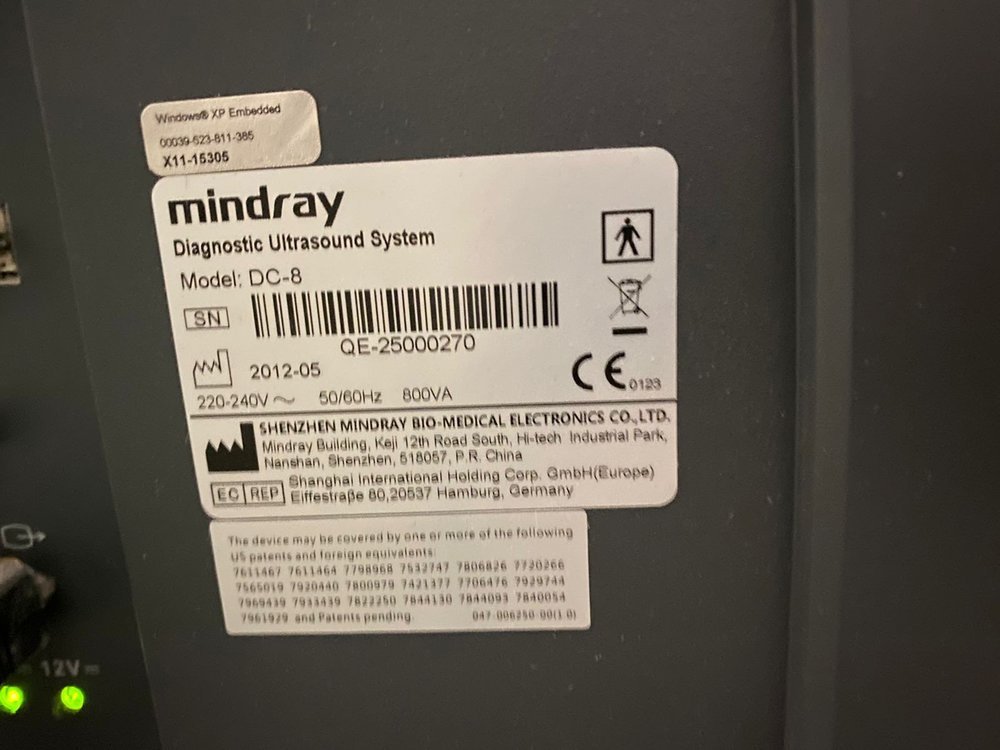 Windows® XP Embedded
00039-623-811-385
X11-15305
mindray
Diagnostic Ultrasound System
Model: DC-8
SN
QE-25000270
2012-05
220-240V ~ 50/60Hz 800VA
CE 0123
SHENZHEN MINDRAY BIO-MEDICAL ELECTRONICS CO.,LTD.
Mindray Building, Keji 12th Road South, Hi-tech Industrial Park,
Nanshan, Shenzhen, 518057, P.R. China
EC REP
Shanghai International Holding Corp. GmbH(Europe)
Eiffestraβe 80,20537 Hamburg, Germany
The device may be covered by one or more of the following
US patents and foreign equivalents:
7611467 7611464 7798968 7532747 7806826 7720266
7565019 7920440 7800979 7421377 7706476 7929744
7969439 7933439 7822250 7844130 7844093 7840054
7961929 and Patents pending 047-006250-00(1.0)
12V